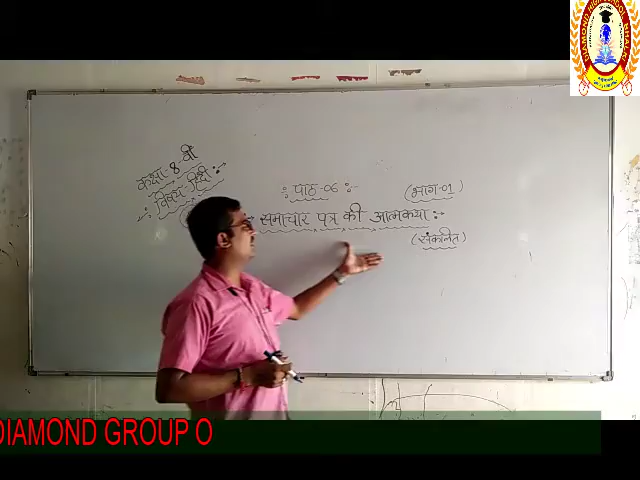 कक्षा - 8 वीं
विषय - हिंदी :-
:: पाठ - 06 :-
(भाग - 01)
समाचार पत्र की आत्मकथा :-
(संकलित)
DIAMOND GROUP O